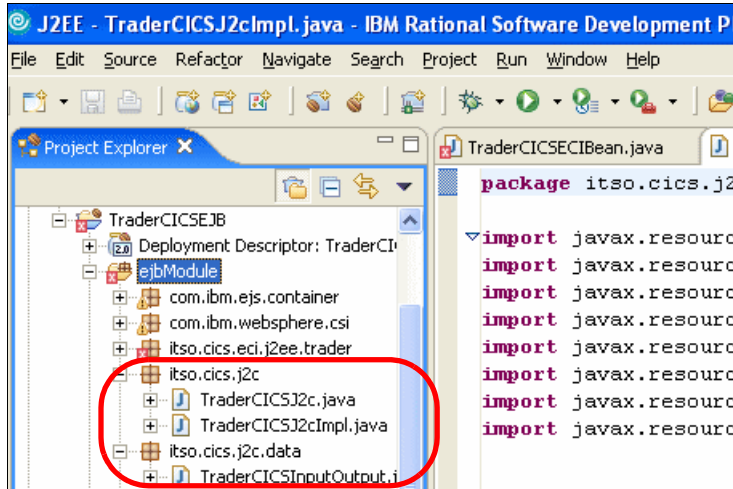 J2EE - TraderCICSJ2cImpl.java - IBM Rational Software Development P
File Edit Source Refactor Navigate Search Project Run Window Help
Project Explorer
TraderCICSECIBean.java
TraderCICSEJB
Deployment Descriptor: TraderCI
ejbModule
com.ibm.ejs.container
com.ibm.websphere.csi
itso.cics.eci.j2ee.trader
itso.cics.j2c
TraderCICSJ2c.java
TraderCICSJ2cImpl.java
itso.cics.j2c.data
TraderCICSInputOutput.j
package itso.cics.j2
import javax.resourc
import javax.resourc
import javax.resourc
import javax.resourc
import javax.resourc
import javax.resourc
import javax.resourc
import javax.resourc